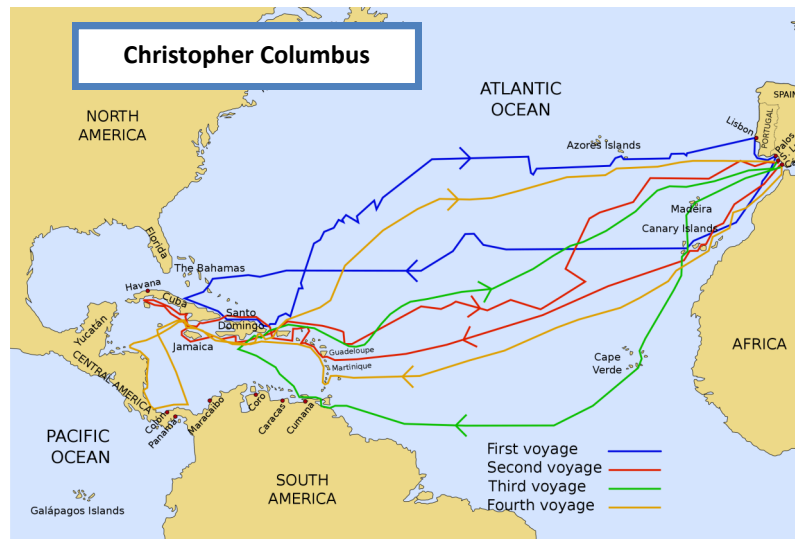 Christopher Columbus
NORTH
AMERICA
ATLANTIC
OCEAN
SPAIN
PORTUGAL
Lisbon
Palos
Azores Islands
Madeira
Canary Islands
Florida
The Bahamas
Havana
Cuba
Santo
Domingo
Yucatán
Jamaica
Guadeloupe
Martinique
CENTRAL AMERICA
Cape
Verde
AFRICA
Colón
Panama
Maracaibo
Coro
Caracas
Cumana
PACIFIC
OCEAN
SOUTH
AMERICA
Galápagos Islands
First voyage
Second voyage
Third voyage
Fourth voyage